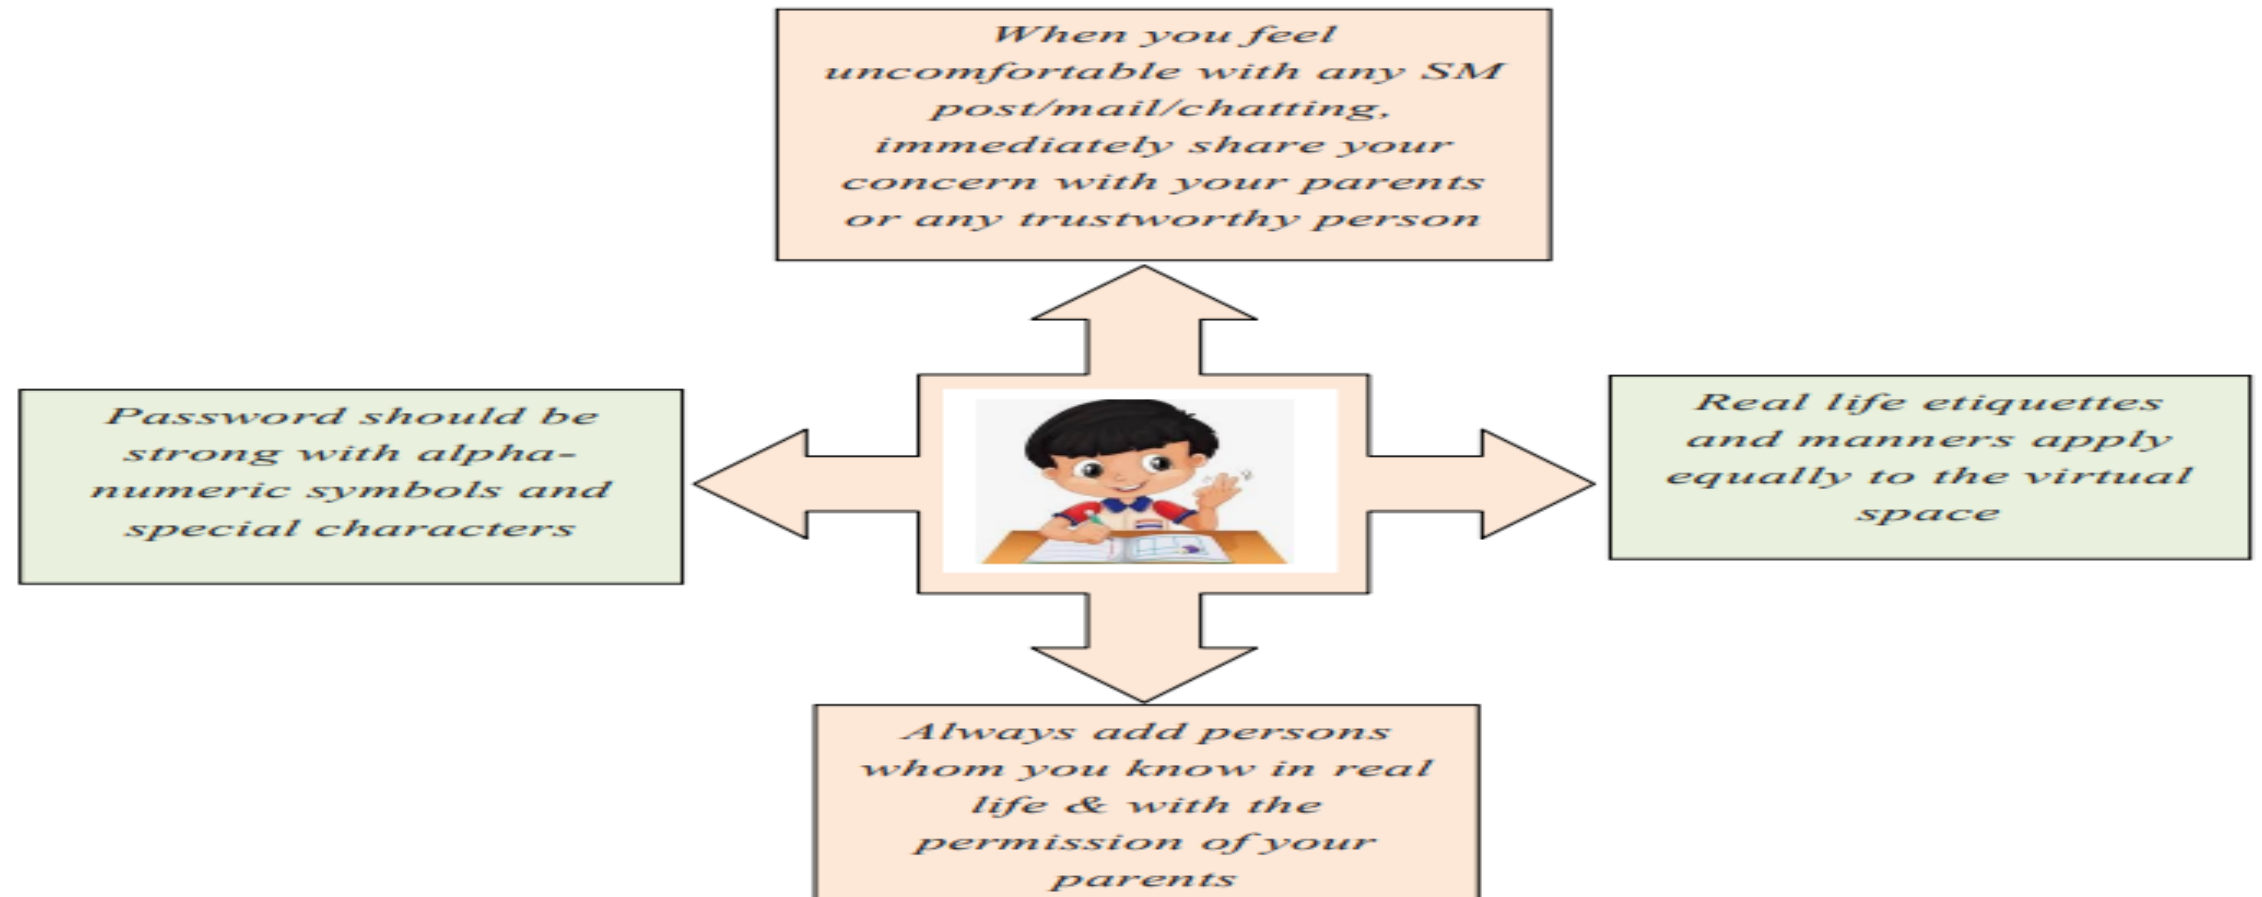 When you feel
uncomfortable with any SM
post/mail/chatting,
immediately share your
concern with your parents
or any trustworthy person
Password should be
strong with alpha-
numeric symbols and
special characters
Real life etiquettes
and manners apply
equally to the virtual
space
Always add persons
whom you know in real
life & with the
permission of your
parents